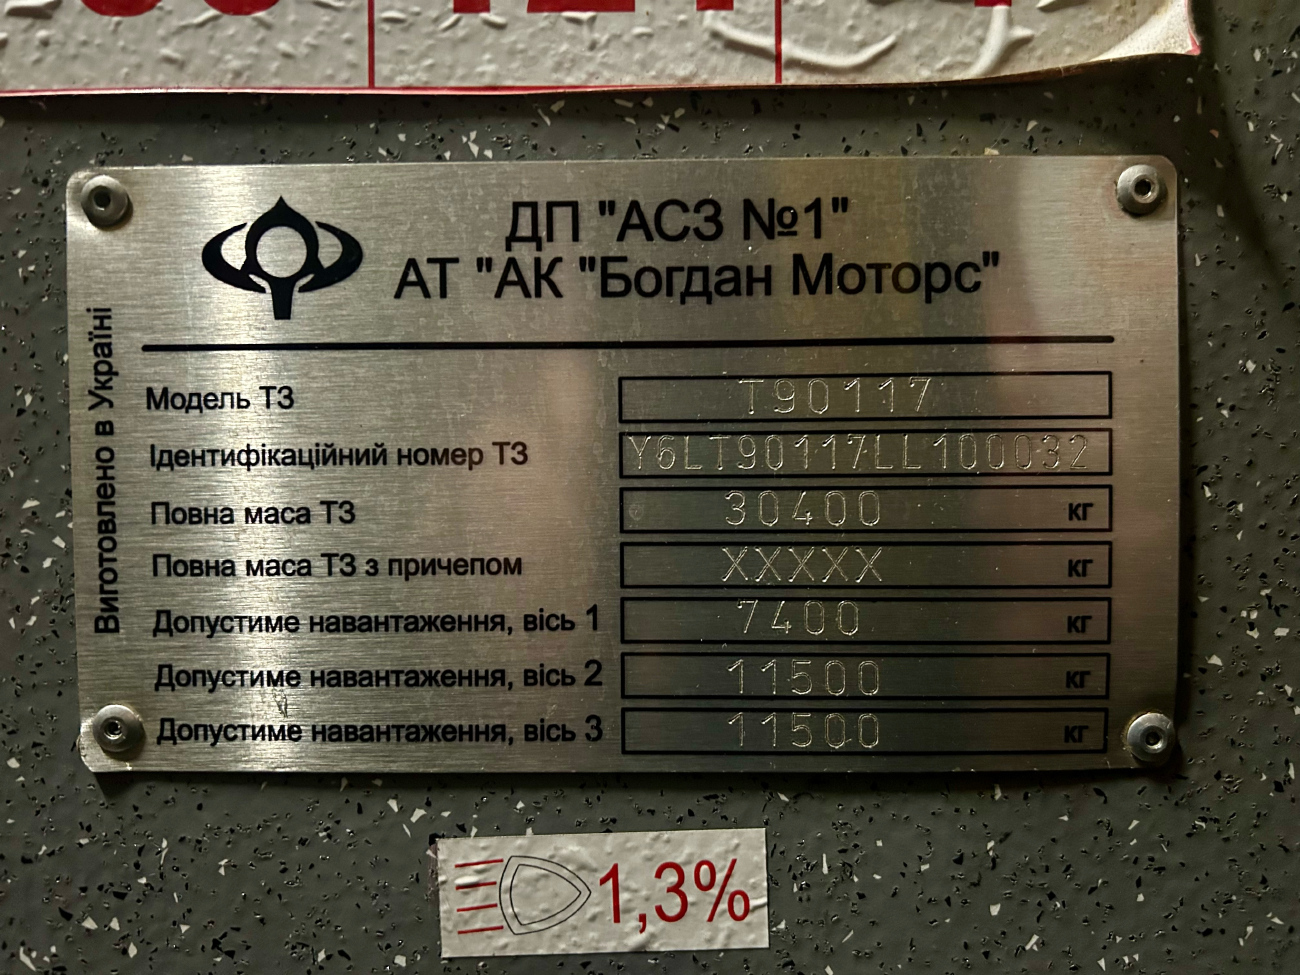 121
ДП "АСЗ №1"
АТ "АК "Богдан Моторс"
Виготовлено в Україні
Модель ТЗ T90117
Ідентифікаційний номер ТЗ Y6LT90117LL100032
Повна маса ТЗ 30400 кг
Повна маса ТЗ з причепом XXXXX кг
Допустиме навантаження, вісь 1 7400 кг
Допустиме навантаження, вісь 2 11500 кг
Допустиме навантаження, вісь 3 11500 кг
1,3%